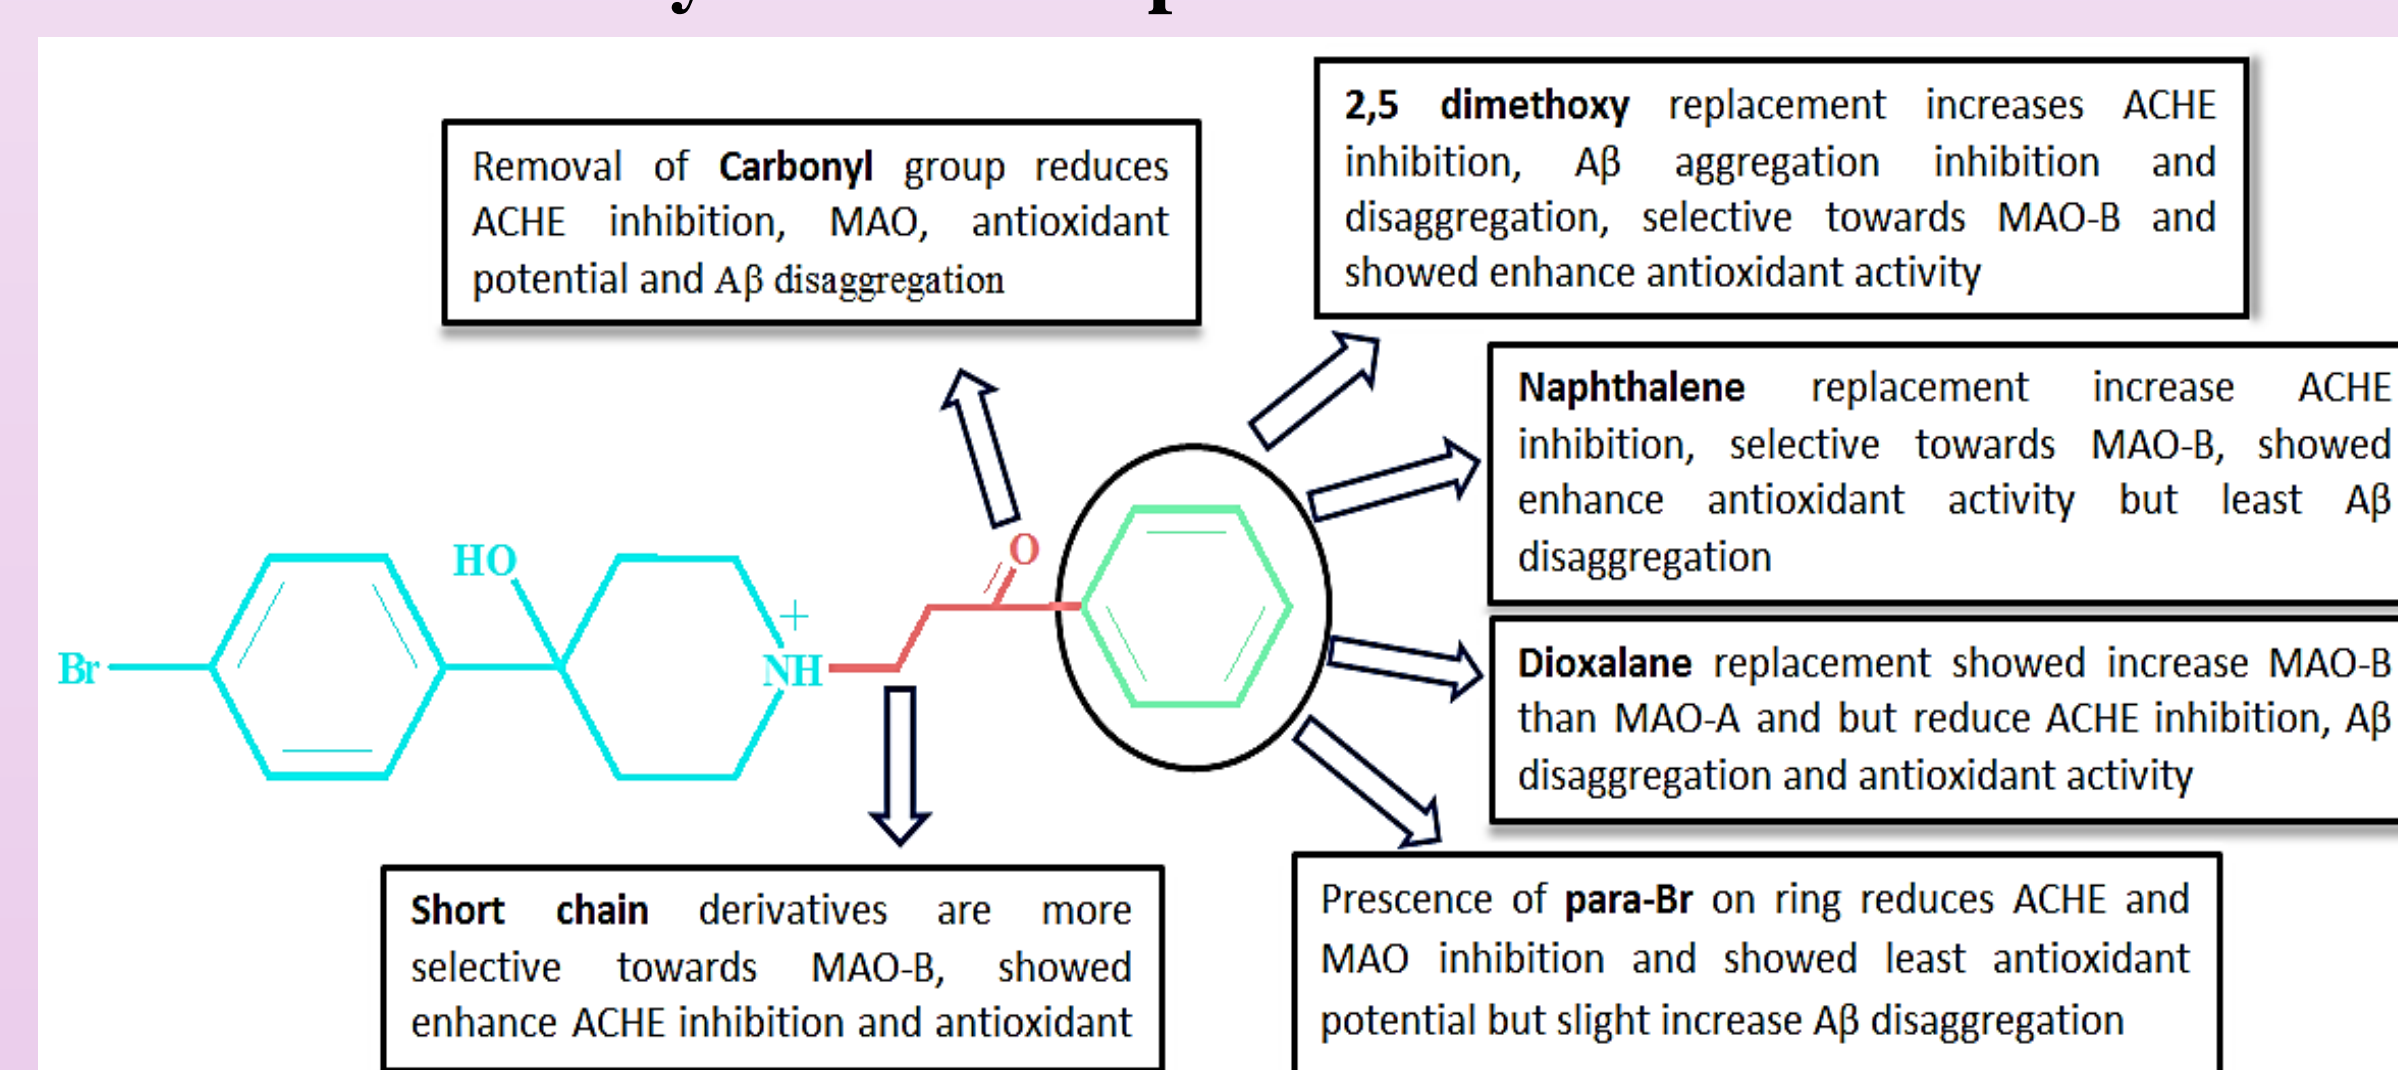 Removal of Carbonyl group reduces
ACHE inhibition, MAO, antioxidant
potential and Aβ disaggregation
2,5 dimethoxy replacement increases ACHE
inhibition, Aβ aggregation inhibition and
disaggregation, selective towards MAO-B and
showed enhance antioxidant activity
Naphthalene replacement increase ACHE
inhibition, selective towards MAO-B, showed
enhance antioxidant activity but least Aβ
disaggregation
HO
O
+
Br
NH
Dioxalane replacement showed increase MAO-B
than MAO-A and but reduce ACHE inhibition, Aβ
disaggregation and antioxidant activity
Short chain derivatives are more
selective towards MAO-B, showed
enhance ACHE inhibition and antioxidant
Prescence of para-Br on ring reduces ACHE and
MAO inhibition and showed least antioxidant
potential but slight increase Aβ disaggregation